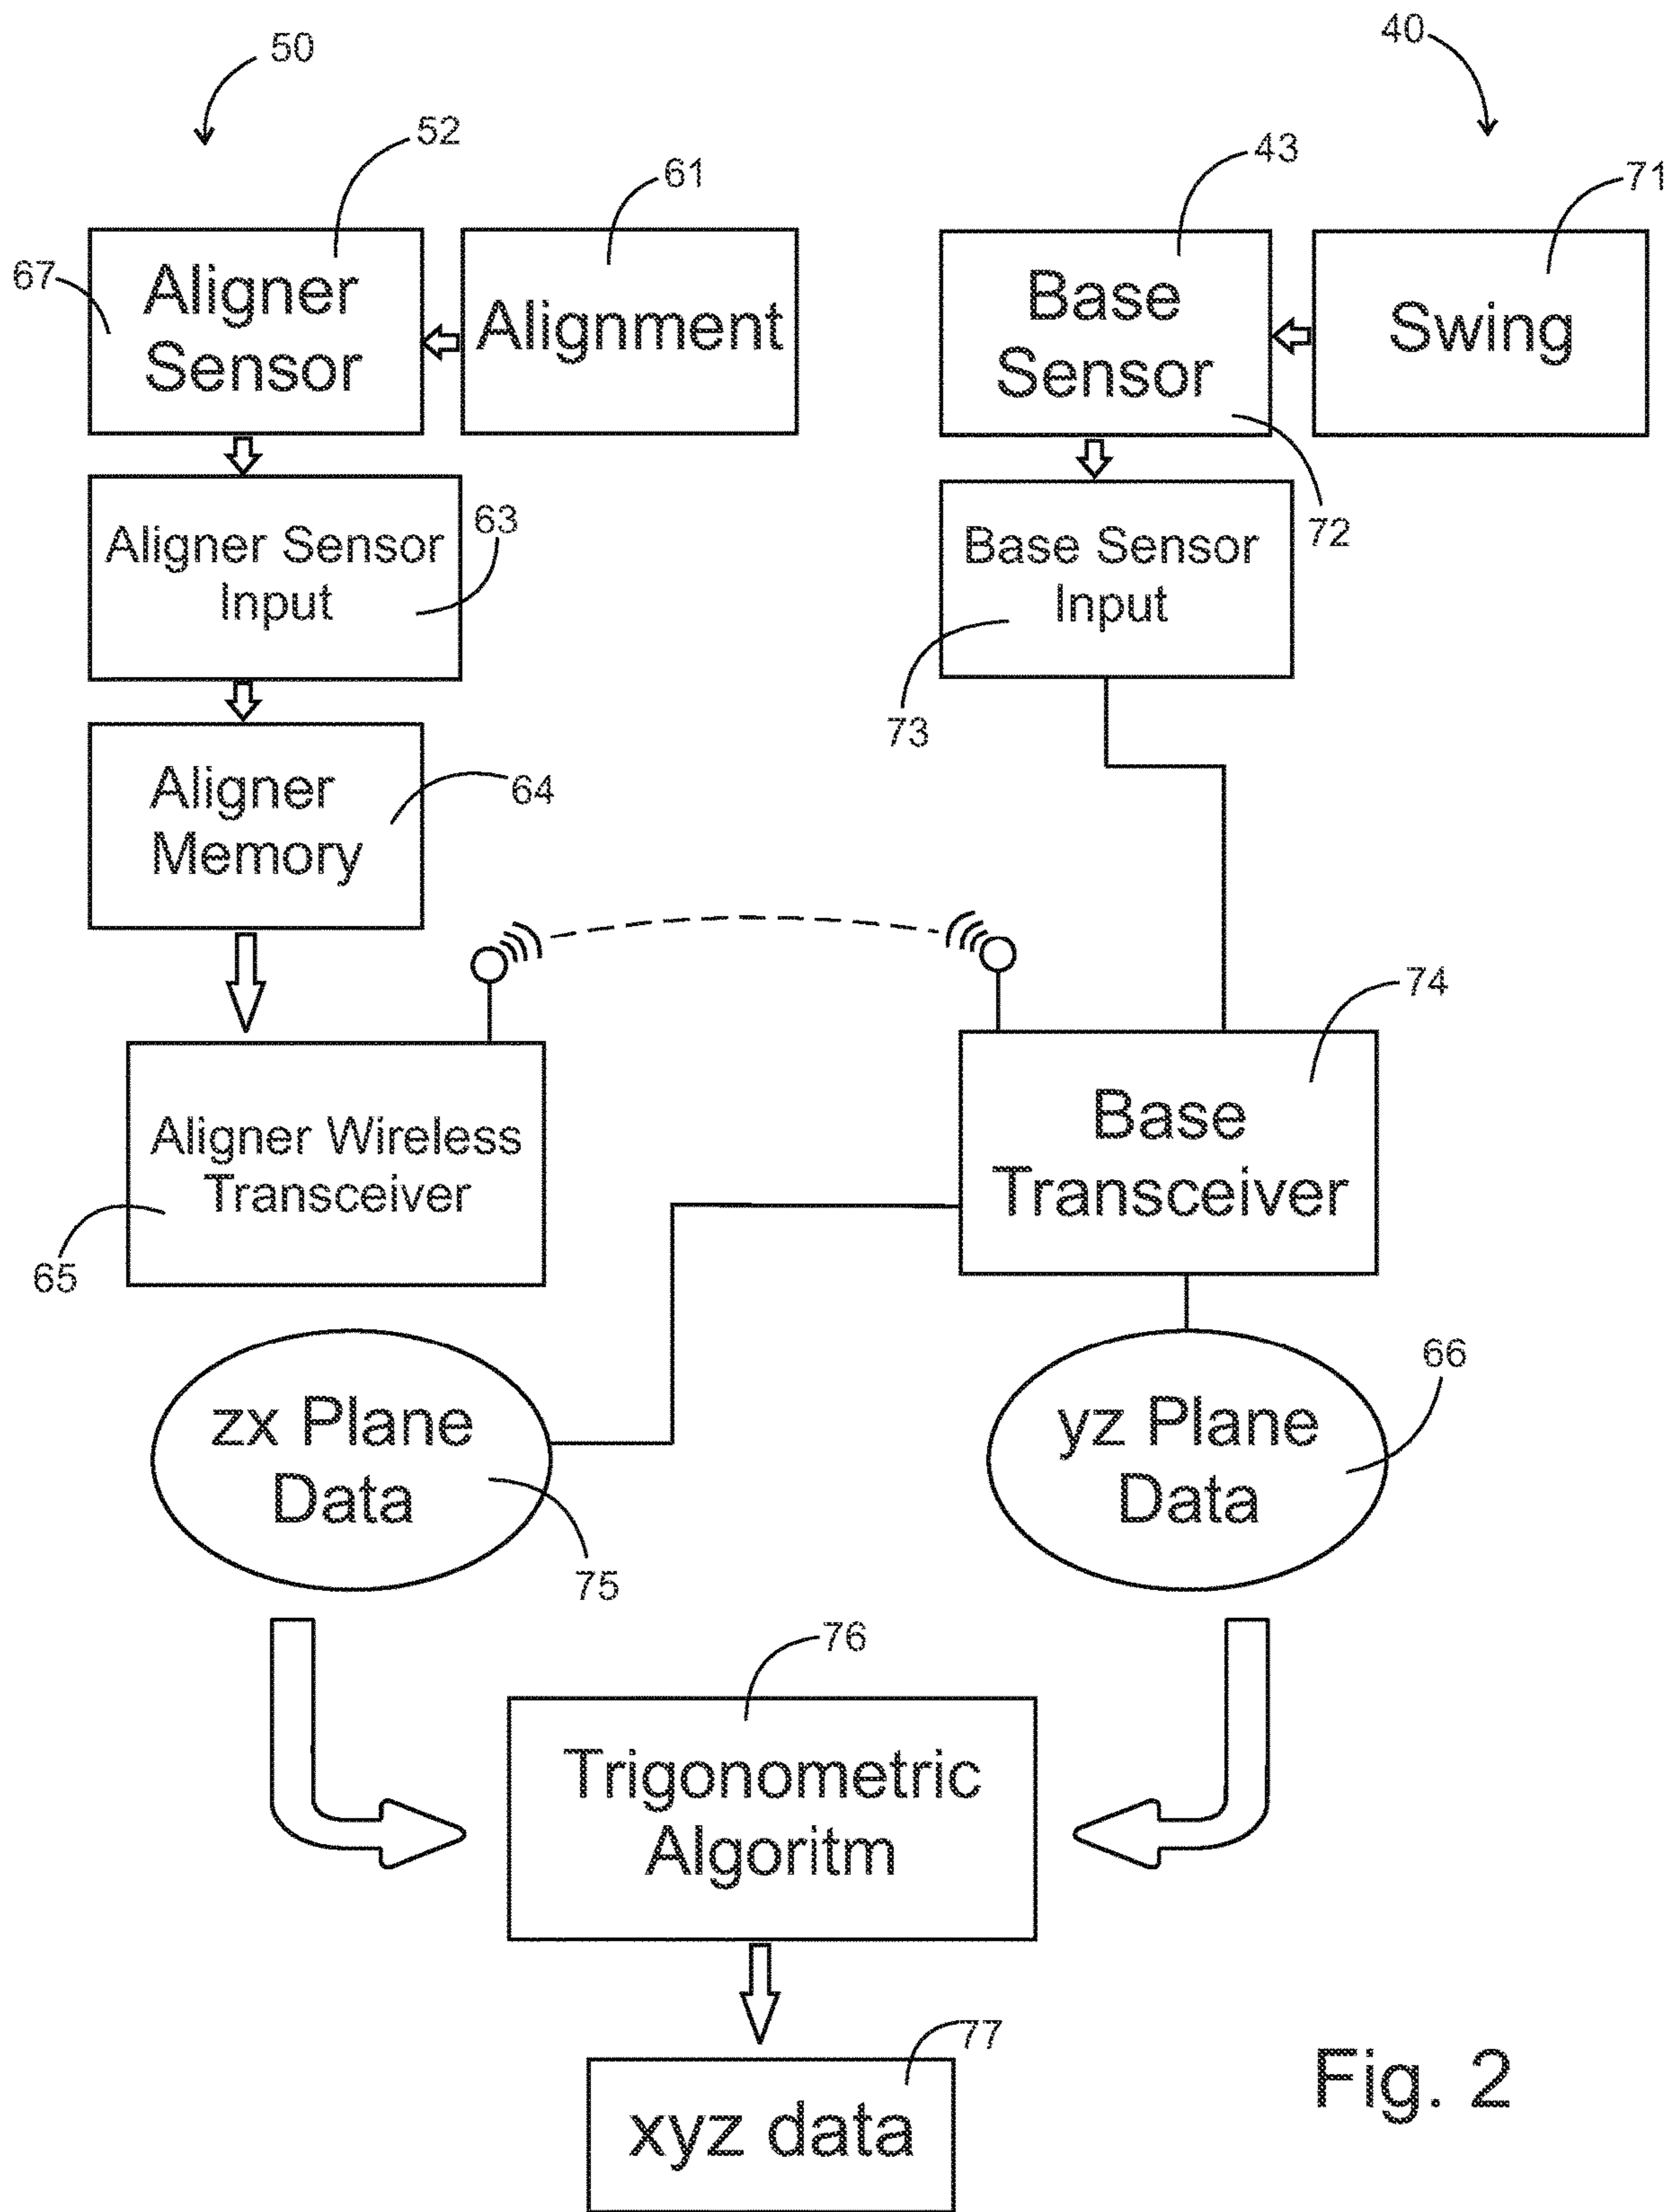 50
40
52
43
61
71
67
Aligner
Sensor
Alignment
Base
Sensor
Swing
63
72
Aligner Sensor
Input
Base Sensor
Input
73
Aligner
Memory
64
74
Aligner Wireless
Transceiver
Base
Transceiver
65
66
zx Plane
Data
yz Plane
Data
75
76
Trigonometric
Algoritm
77
xyz data
Fig. 2